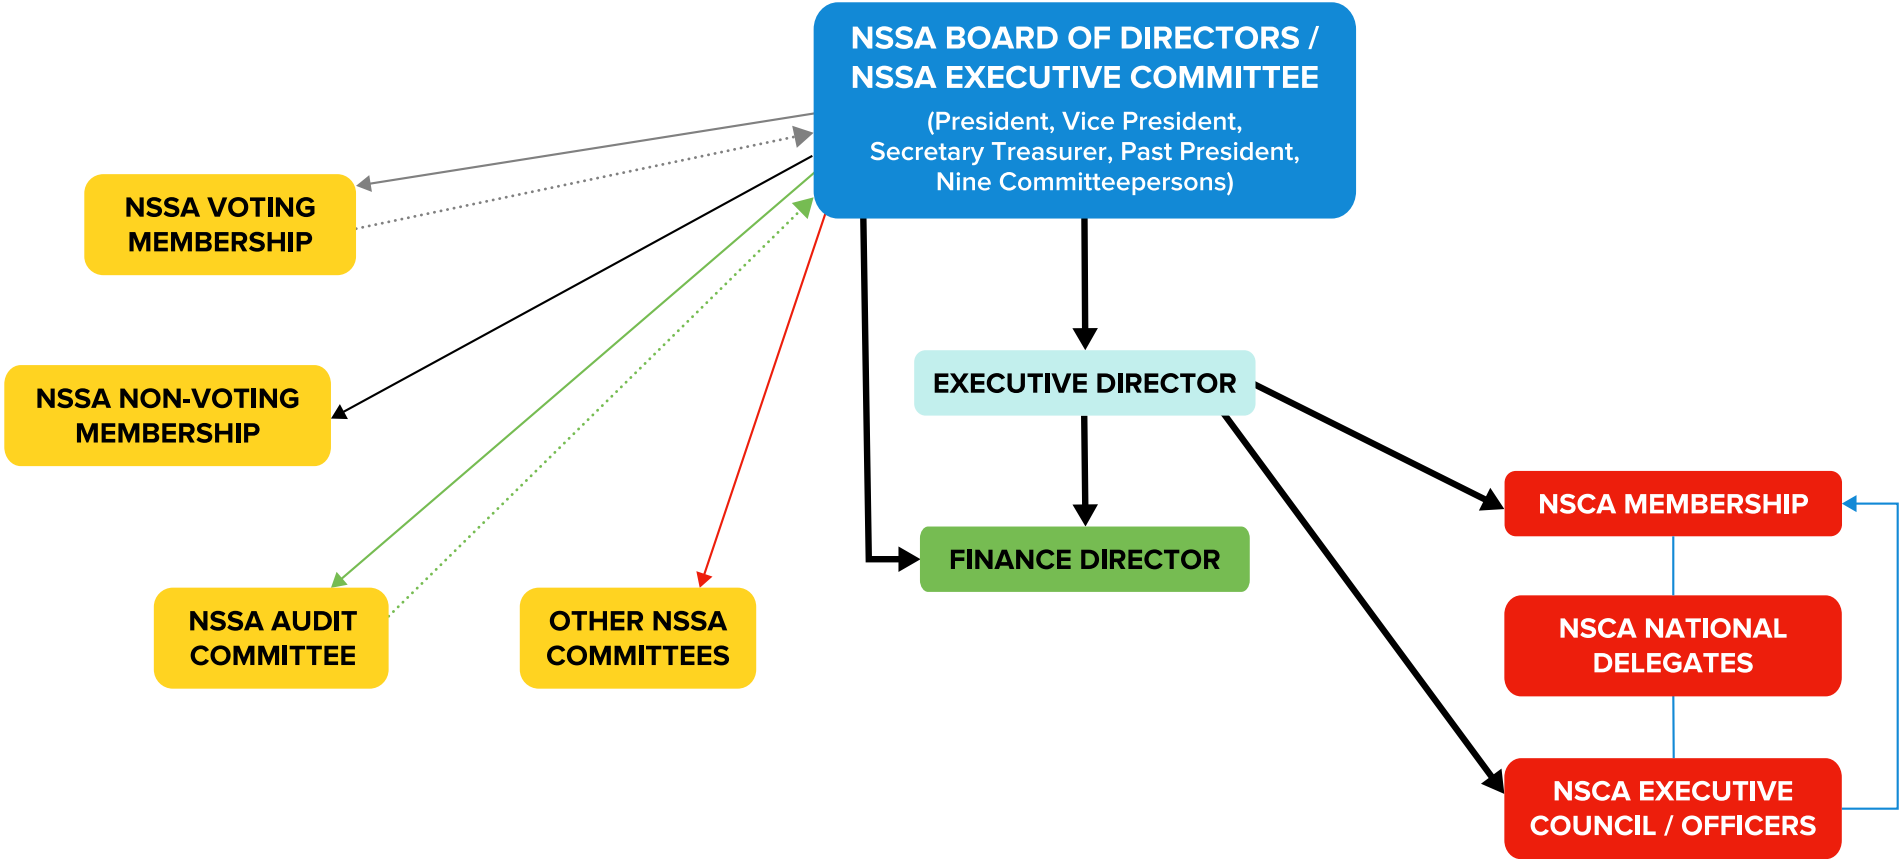 NSSA BOARD OF DIRECTORS /
NSSA EXECUTIVE COMMITTEE
(President, Vice President,
Secretary Treasurer, Past President,
Nine Committeepersons)
NSSA VOTING
MEMBERSHIP
NSSA NON-VOTING
MEMBERSHIP
EXECUTIVE DIRECTOR
NSCA MEMBERSHIP
FINANCE DIRECTOR
NSSA AUDIT
COMMITTEE
OTHER NSSA
COMMITTEES
NSCA NATIONAL
DELEGATES
NSCA EXECUTIVE
COUNCIL / OFFICERS